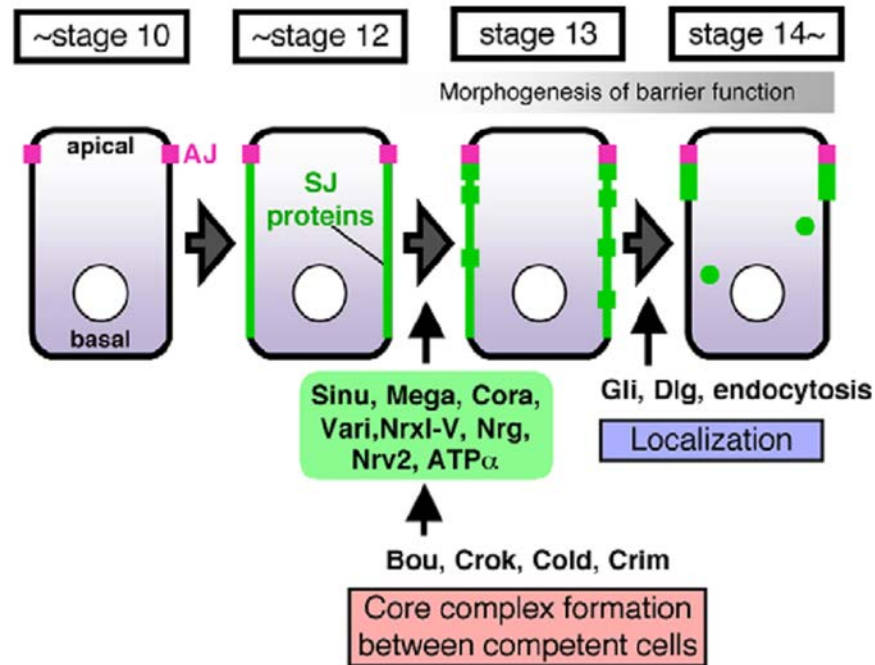 ~stage 10
~stage 12
stage 13
stage 14~
Morphogenesis of barrier function
apical
AJ
SJ
proteins
basal
Sinu, Mega, Cora,
Vari,NrxI-V, Nrg,
Nrv2, ATPα
Gli, Dlg, endocytosis
Localization
Bou, Crok, Cold, Crim
Core complex formation
between competent cells